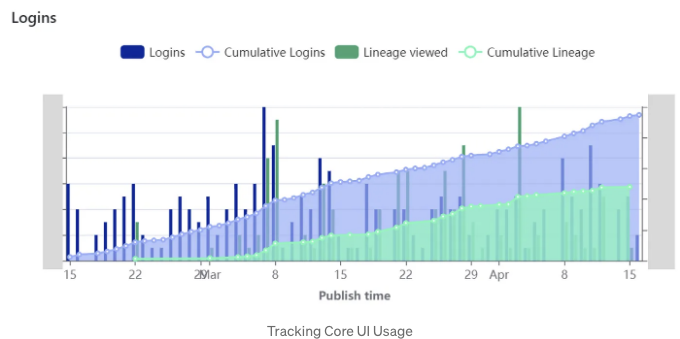 Logins
Logins Cumulative Logins Lineage viewed Cumulative Lineage
15 22 29 Mar 8 15 22 29 Apr 8 15
Publish time
Tracking Core UI Usage